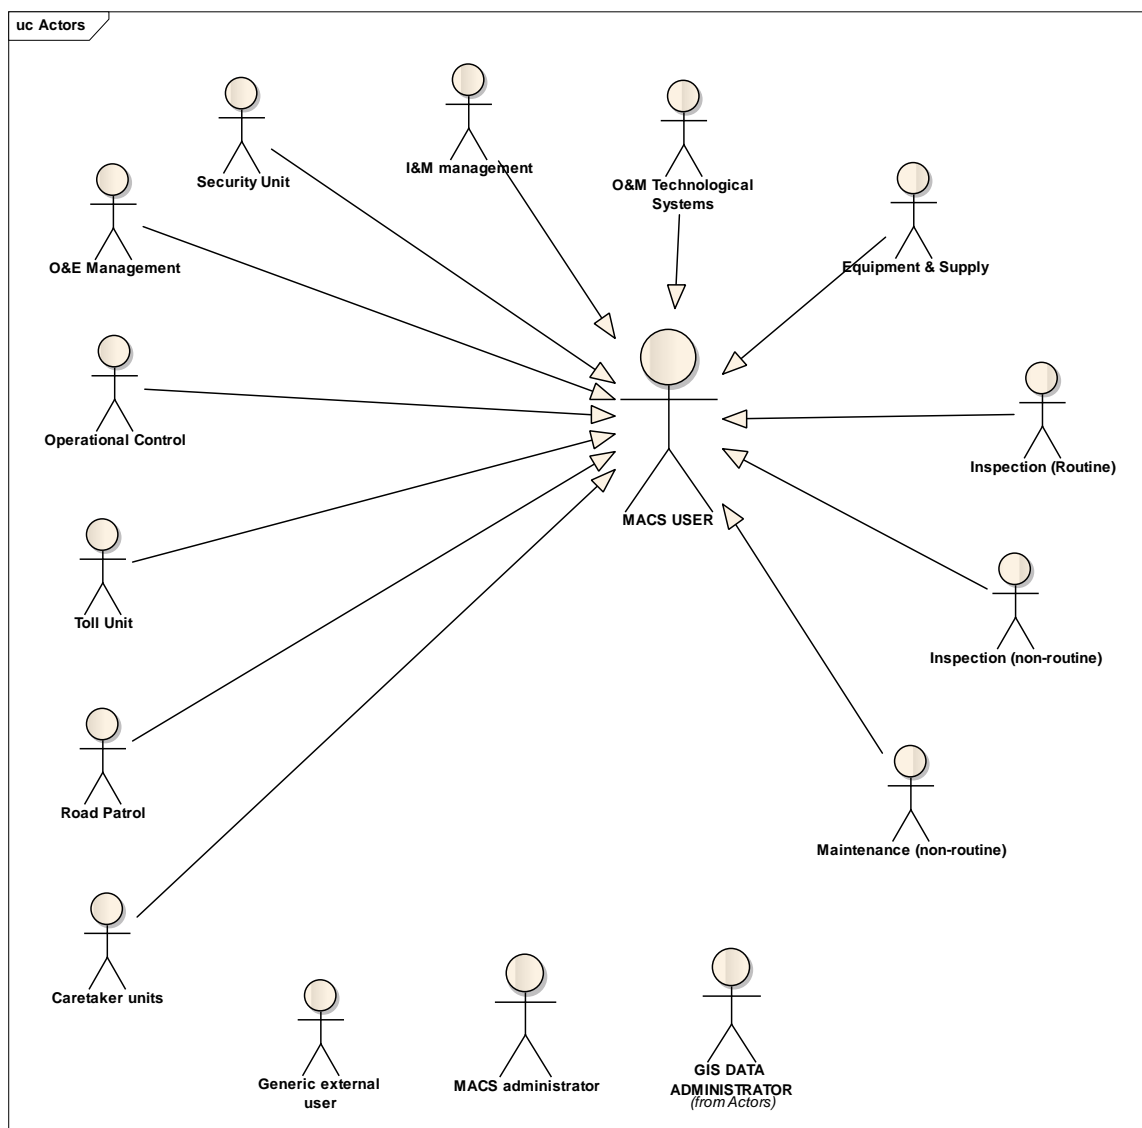 uc Actors
Security Unit
I&M management
O&M Technological
Systems
O&E Management
Equipment & Supply
Operational Control
Inspection (Routine)
MACS USER
Toll Unit
Inspection (non-routine)
Road Patrol
Maintenance (non-routine)
Caretaker units
Generic external
user
MACS administrator
GIS DATA
ADMINISTRATOR
(from Actors)